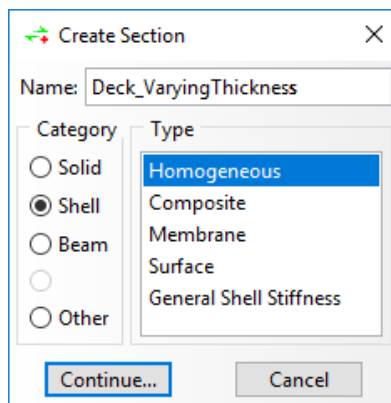 Create Section
Name: Deck_VaryingThickness
Category
Type
Solid
Shell
Beam
Other
Homogeneous
Composite
Membrane
Surface
General Shell Stiffness
Continue...
Cancel